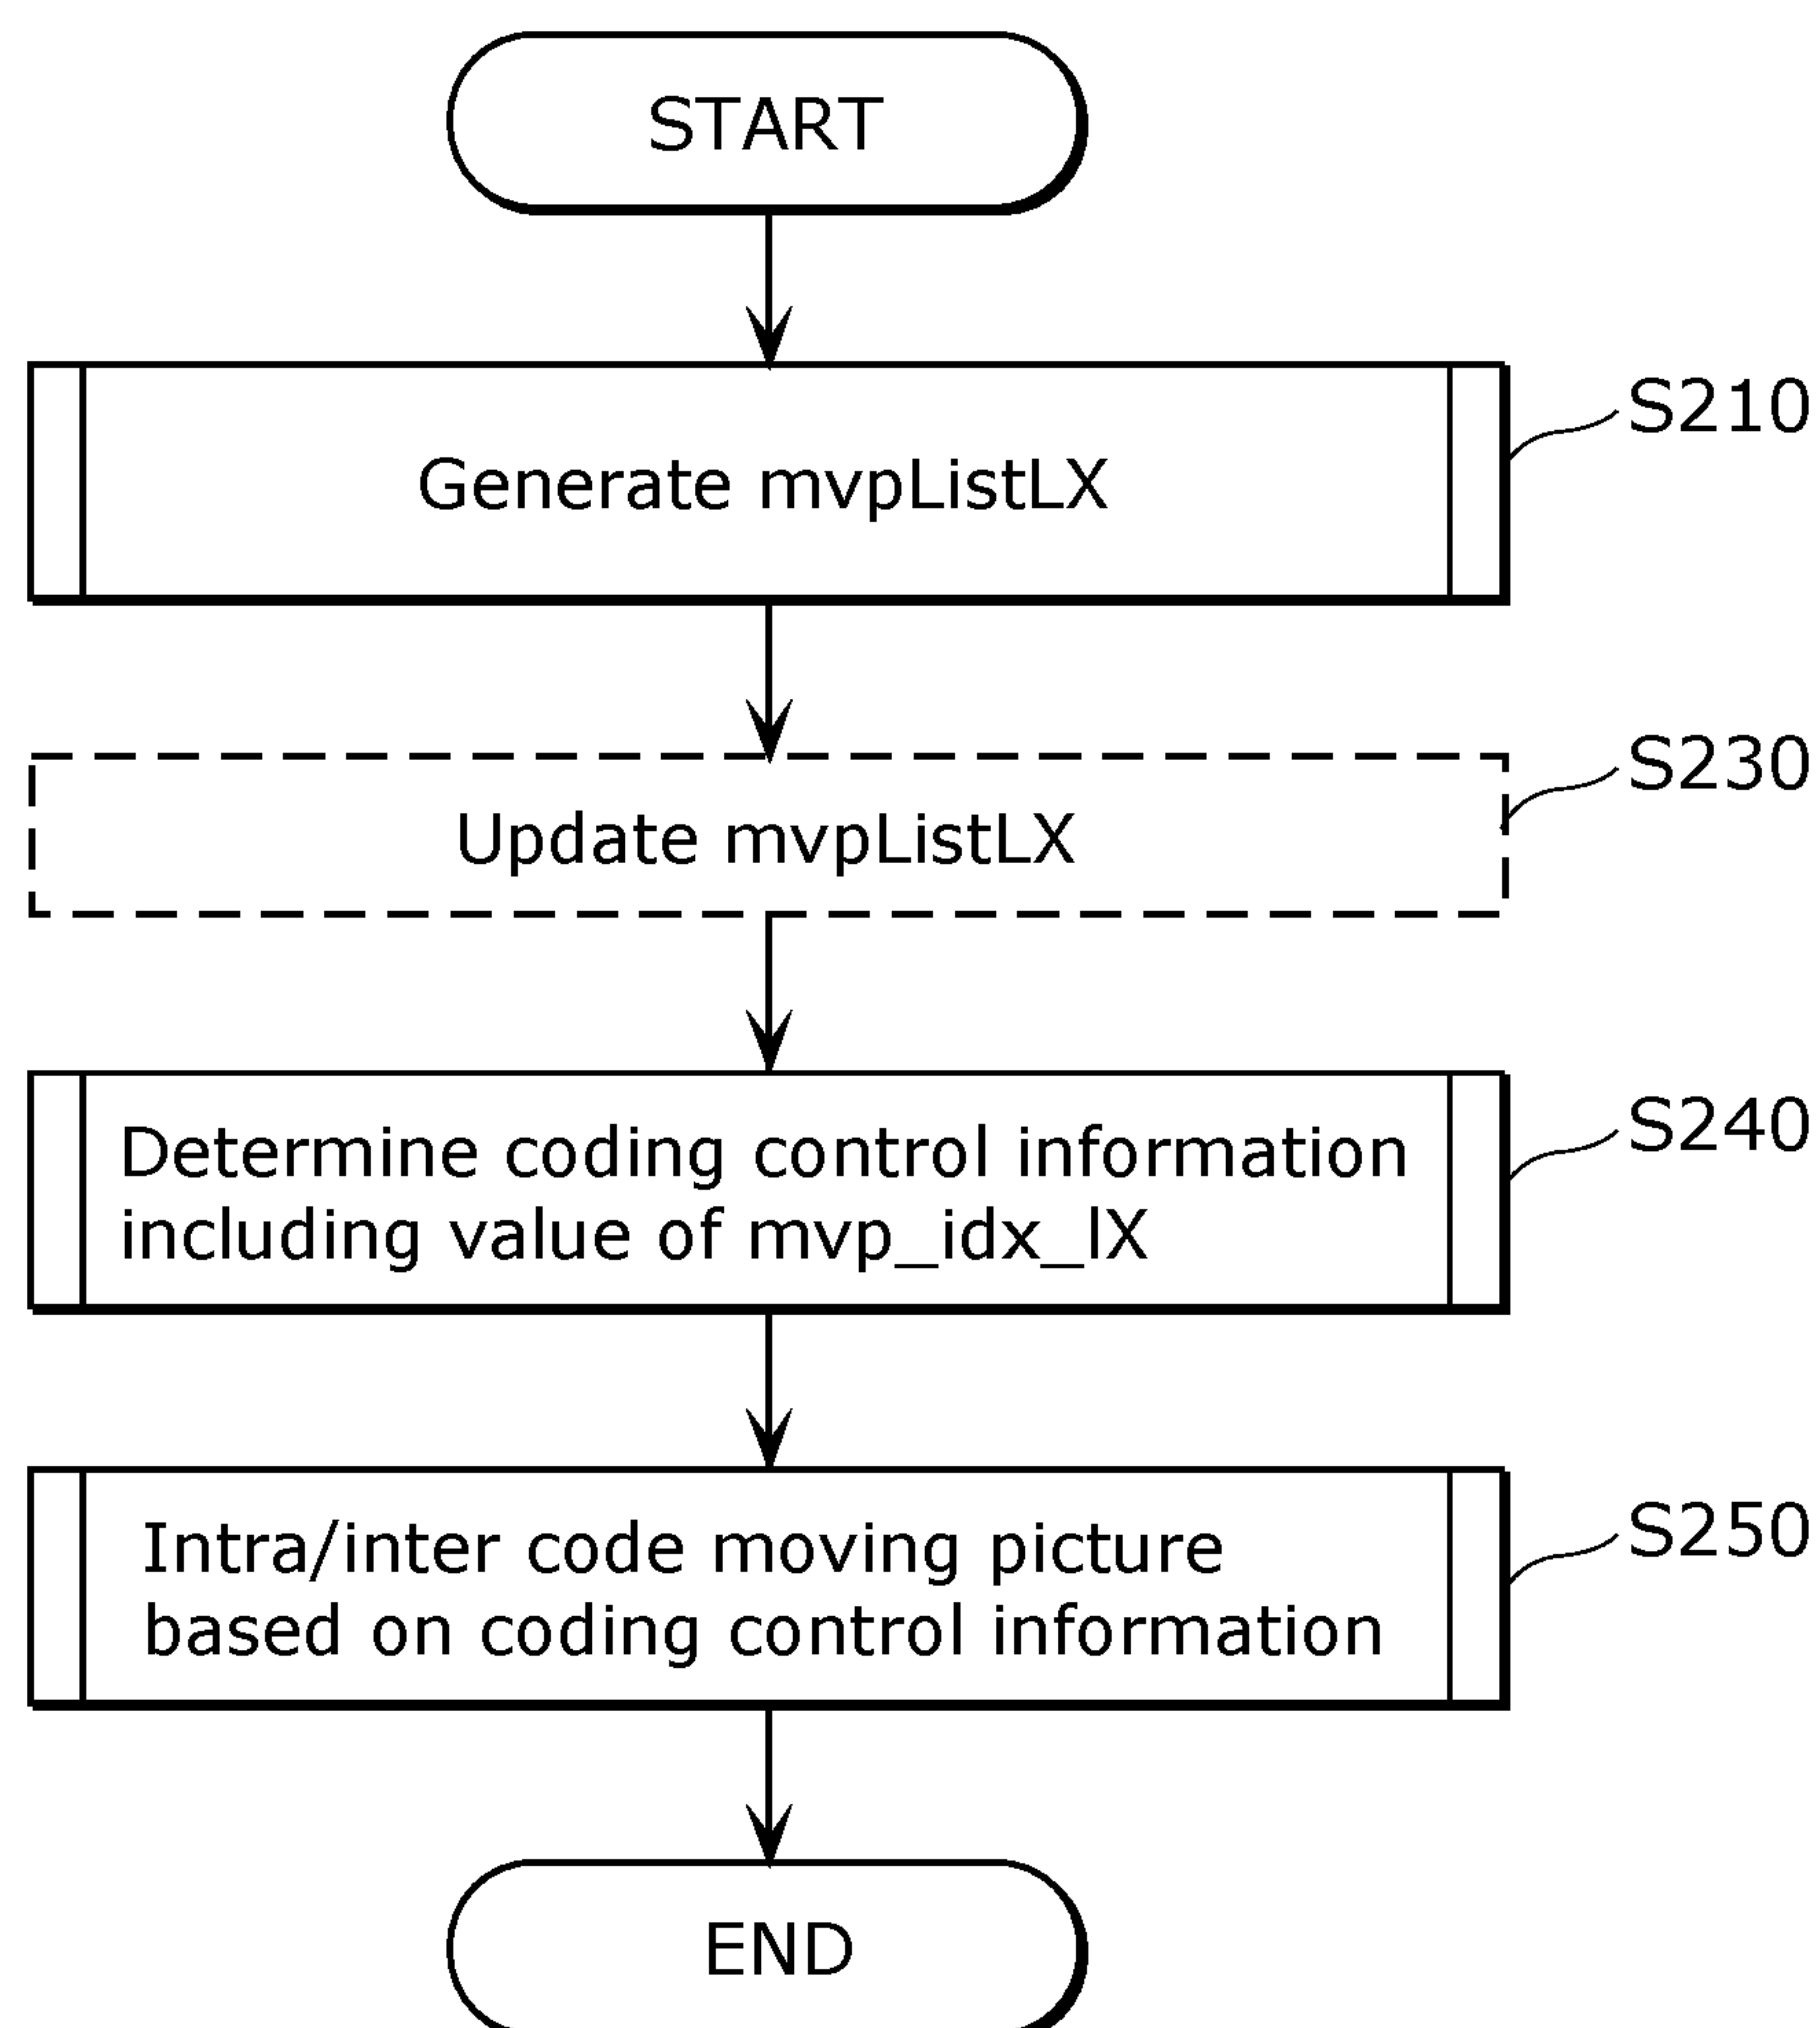 START
S210
Generate mvpListLX
S230
Update mvpListLX
S240
Determine coding control information
including value of mvp_idx_lX
S250
Intra/inter code moving picture
based on coding control information
END